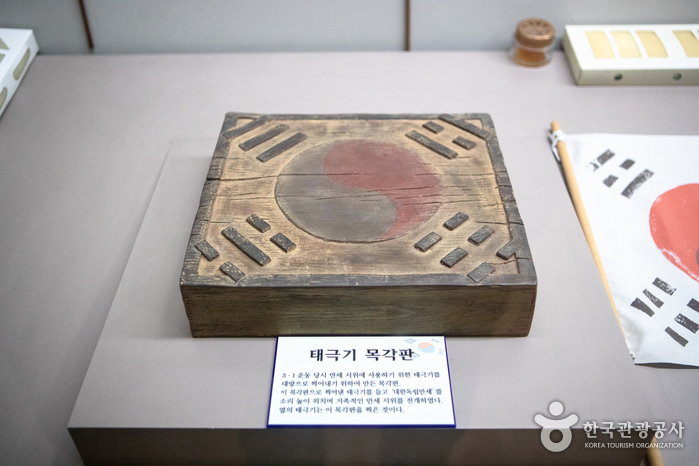 태극기 목각판
3·1운동 당시 만세 시위에 사용하기 위한 태극기를
대량으로 찍어내기 위하여 만든 목각판.
이 목각판으로 찍어낸 태극기를 들고 '대한독립만세'를
소리 높이 외치며 거족적인 만세 시위를 전개하였다.
옆의 태극기는 이 목각판을 찍은 것이다.
한국관광공사
KOREA TOURISM ORGANIZATION